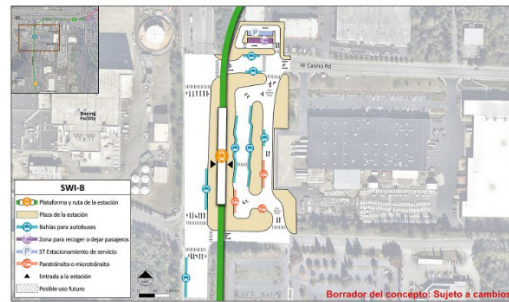 W Casino Rd
Boeing
Facility
SWI-B
Plataforma y ruta de la estación
Plaza de la estación
Bahías para autobuses
Zona para recoger o dejar pasajeros
P ST Estacionamiento de servicio
Paratránsito o microtránsito
Entrada a la estación
Posible uso futuro
Borrador del concepto: Sujeto a cambios